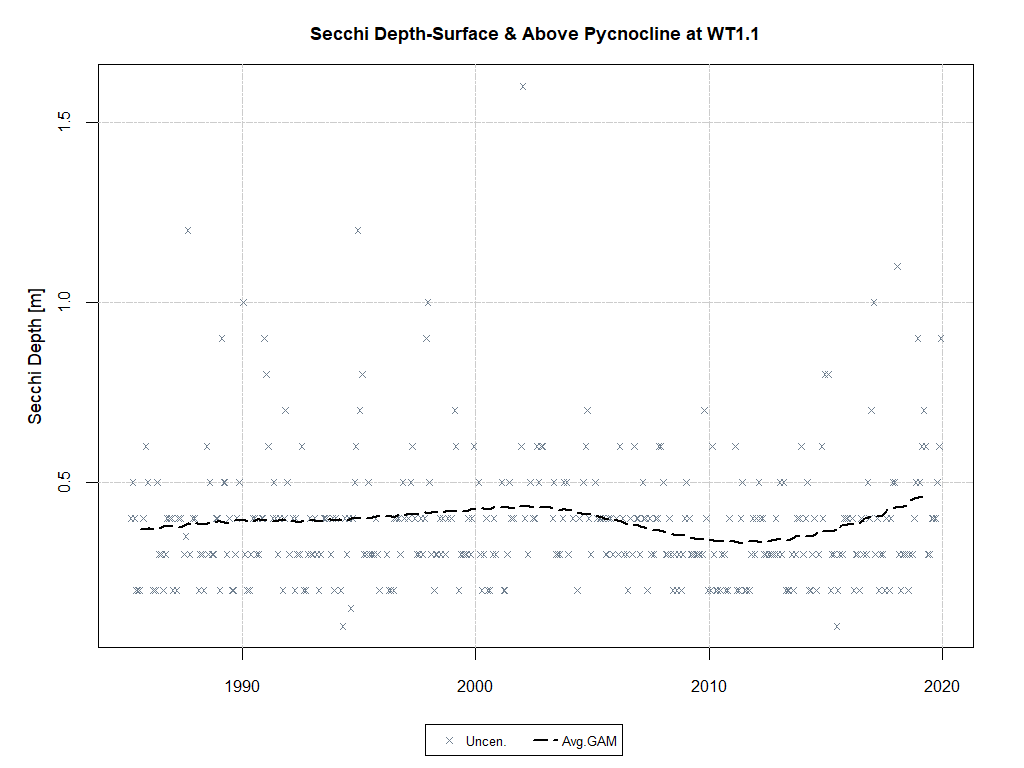 Secchi Depth-Surface & Above Pycnocline at WT1.1
Secchi Depth [m]
1.5
1.0
0.5
1990 2000 2010 2020
Uncen. Avg.GAM